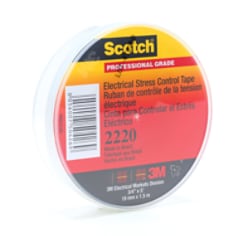 Scotch
PROFESSIONAL GRADE
Electrical Stress Control Tape
Ruban de contrôle de la tension
électrique
Cinta para Controlar el Estrés
Eléctrico
2220
3M
3M Electrical Markets Division
3/4" x 5'
19 mm x 1,5 m